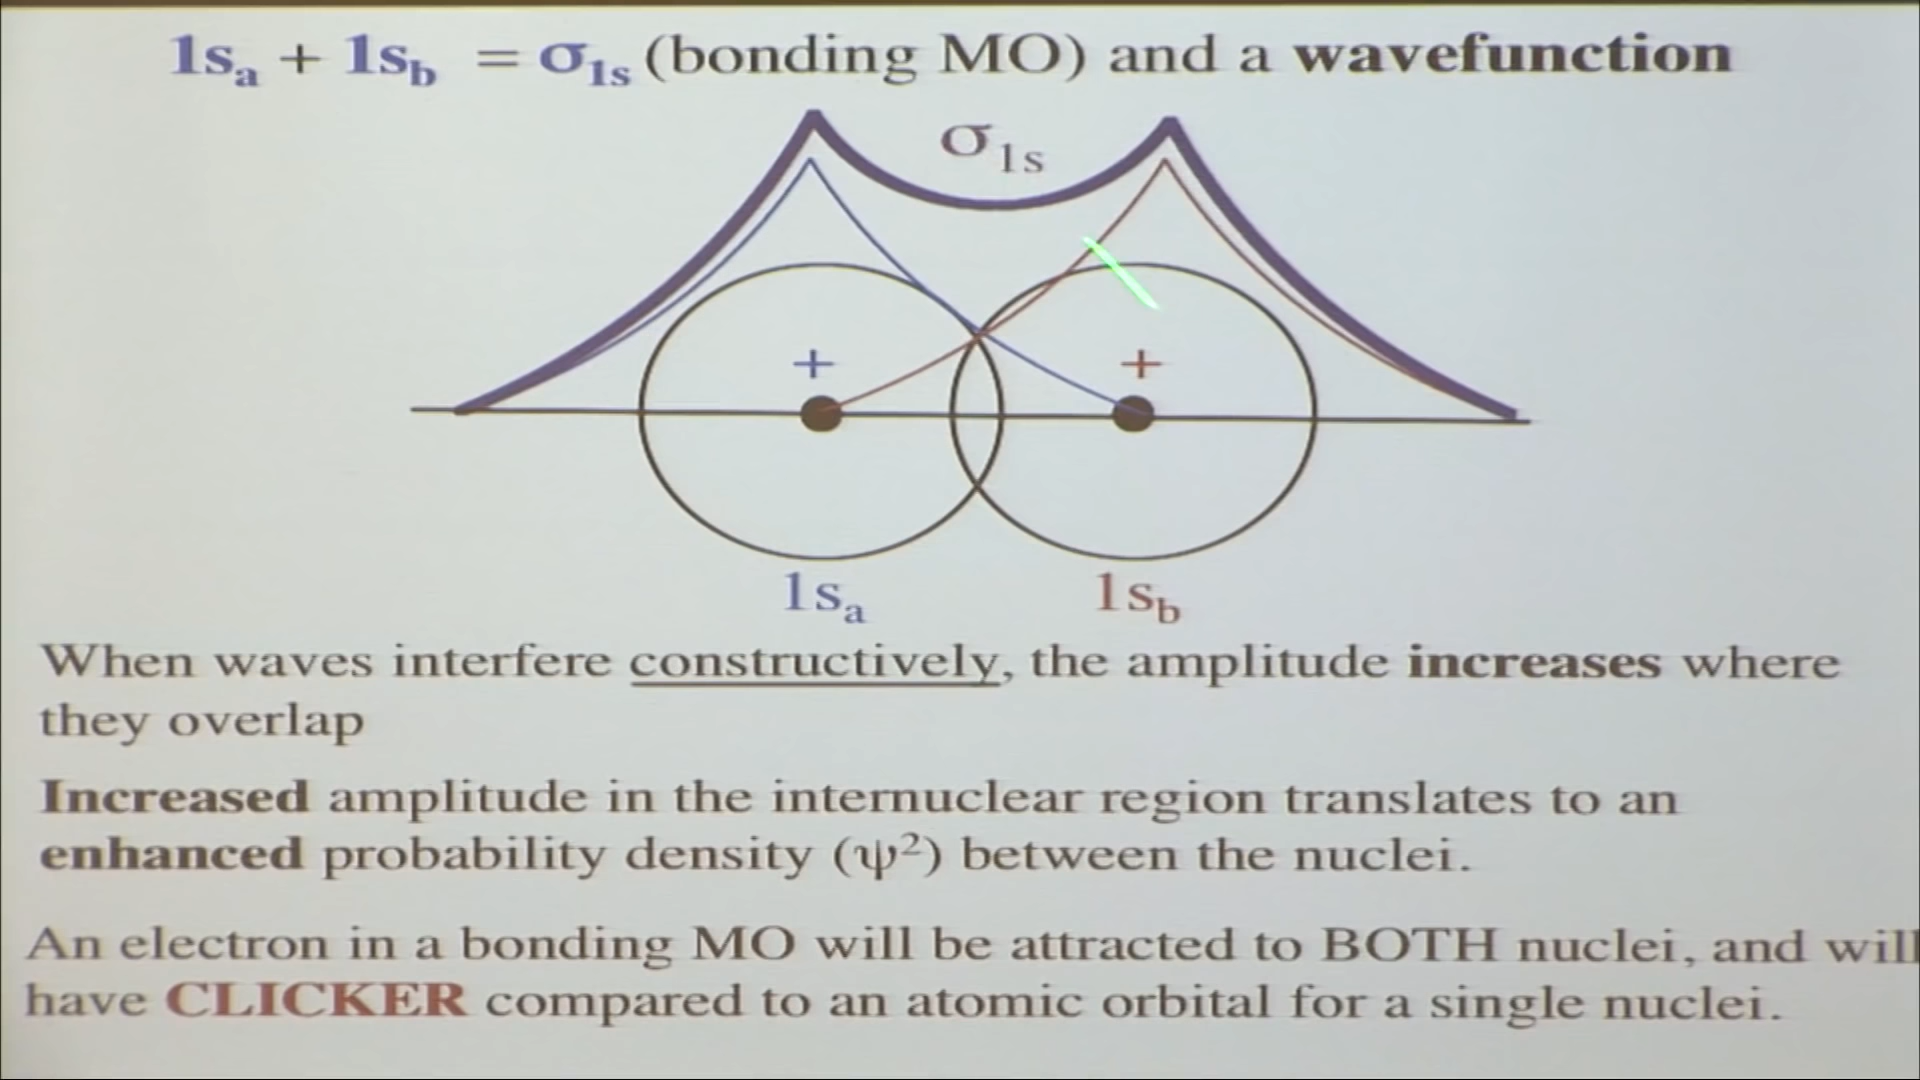 1sₐ + 1s_b = σ₁ₛ (bonding MO) and a wavefunction
σ₁ₛ
+ +
1sₐ 1s_b
When waves interfere constructively, the amplitude increases where
they overlap
Increased amplitude in the internuclear region translates to an
enhanced probability density (ψ²) between the nuclei.
An electron in a bonding MO will be attracted to BOTH nuclei, and will
have CLICKER compared to an atomic orbital for a single nuclei.